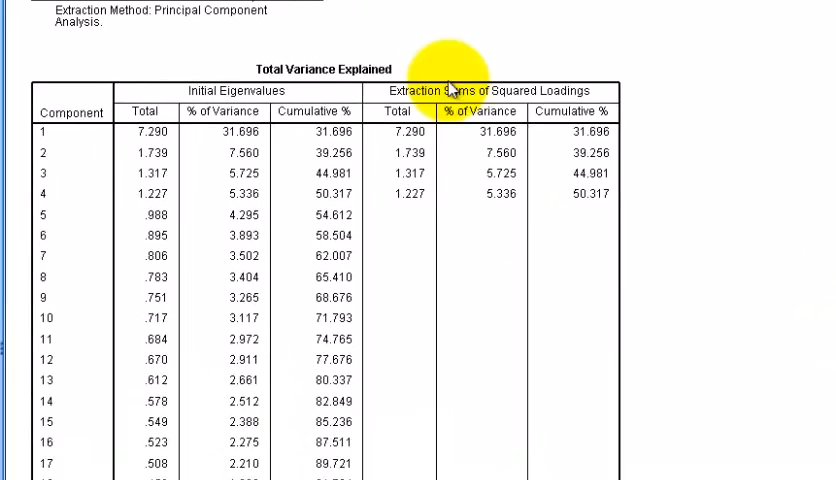 Extraction Method: Principal Component
Analysis.
Total Variance Explained
Initial Eigenvalues Extraction Sums of Squared Loadings
Component Total % of Variance Cumulative % Total % of Variance Cumulative %
1 7.290 31.696 31.696 7.290 31.696 31.696
2 1.739 7.560 39.256 1.739 7.560 39.256
3 1.317 5.725 44.981 1.317 5.725 44.981
4 1.227 5.336 50.317 1.227 5.336 50.317
5 .988 4.295 54.612
6 .895 3.893 58.504
7 .806 3.502 62.007
8 .783 3.404 65.410
9 .751 3.265 68.676
10 .717 3.117 71.793
11 .684 2.972 74.765
12 .670 2.911 77.676
13 .612 2.661 80.337
14 .578 2.512 82.849
15 .549 2.388 85.236
16 .523 2.275 87.511
17 .508 2.210 89.721